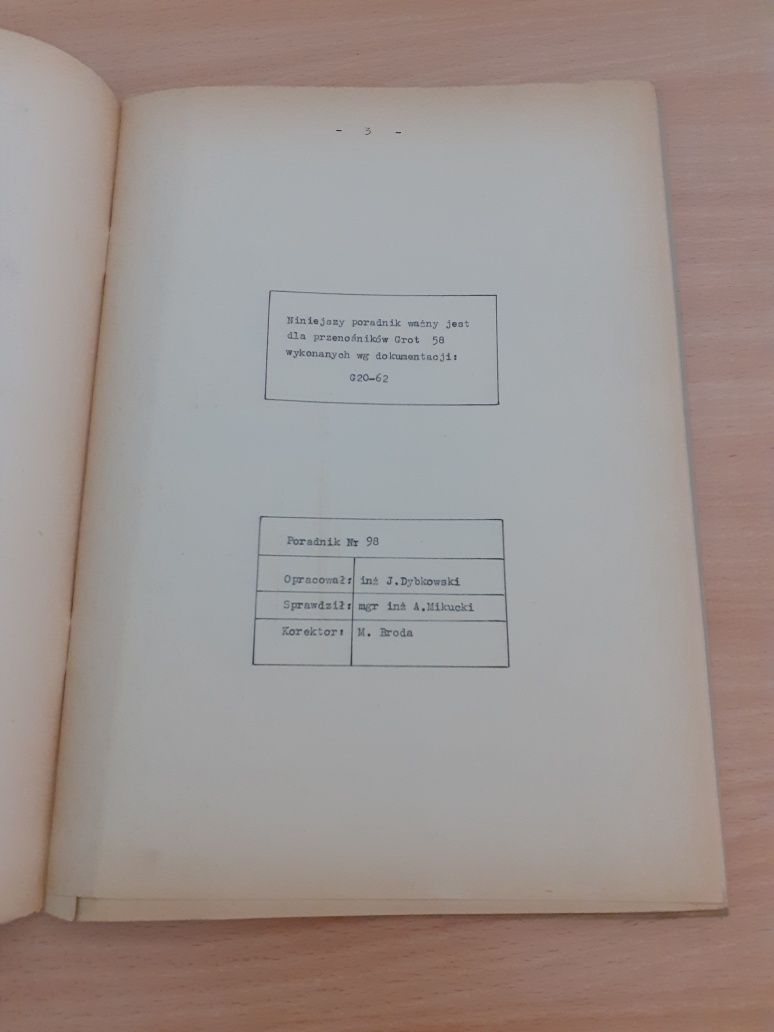 - 3 -
Niniejszy poradnik ważny jest
dla przenośników Grot 58
wykonanych wg dokumentacji:
G20-62
Poradnik Nr 98
Opracował: inż J.Dybkowski
Sprawdził: mgr inż A.Mikucki
Korektor: M. Broda